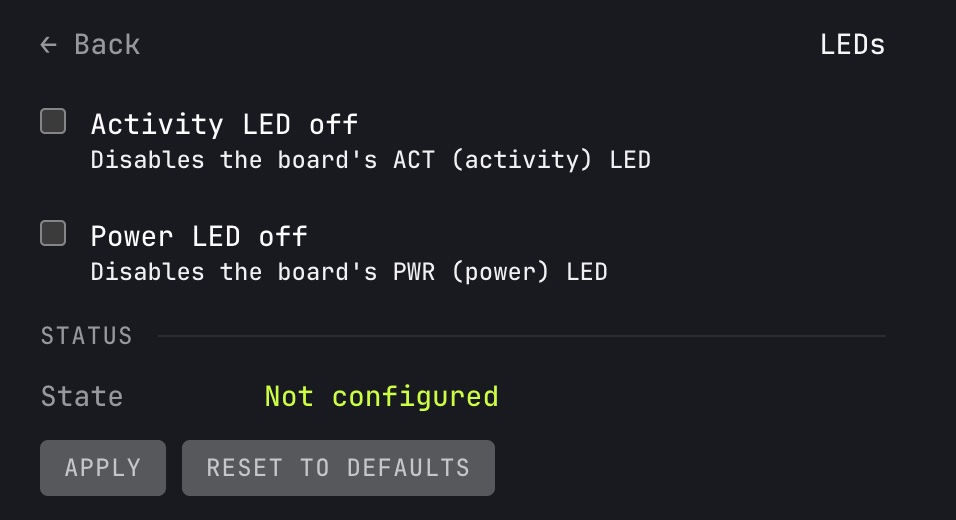 ← Back
LEDs
Activity LED off
Disables the board's ACT (activity) LED
Power LED off
Disables the board's PWR (power) LED
STATUS
State Not configured
APPLY RESET TO DEFAULTS